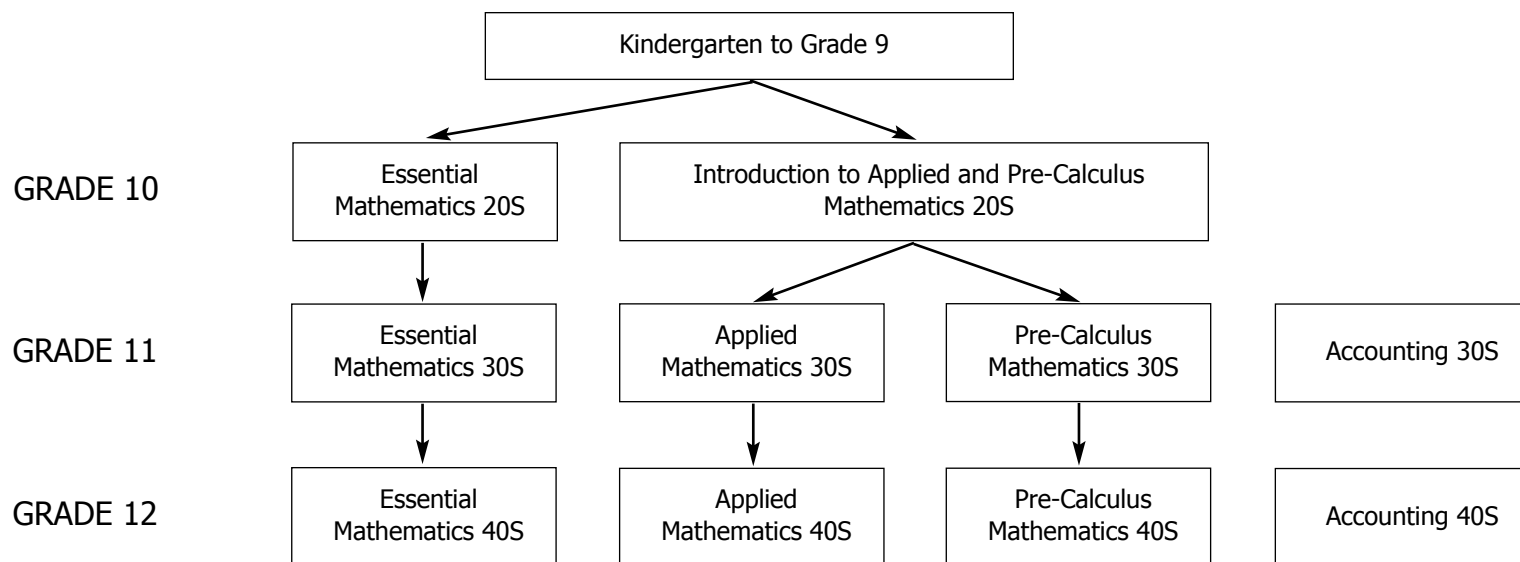 Kindergarten to Grade 9
GRADE 10
Essential
Mathematics 20S
Introduction to Applied and Pre-Calculus
Mathematics 20S
GRADE 11
Essential
Mathematics 30S
Applied
Mathematics 30S
Pre-Calculus
Mathematics 30S
Accounting 30S
GRADE 12
Essential
Mathematics 40S
Applied
Mathematics 40S
Pre-Calculus
Mathematics 40S
Accounting 40S